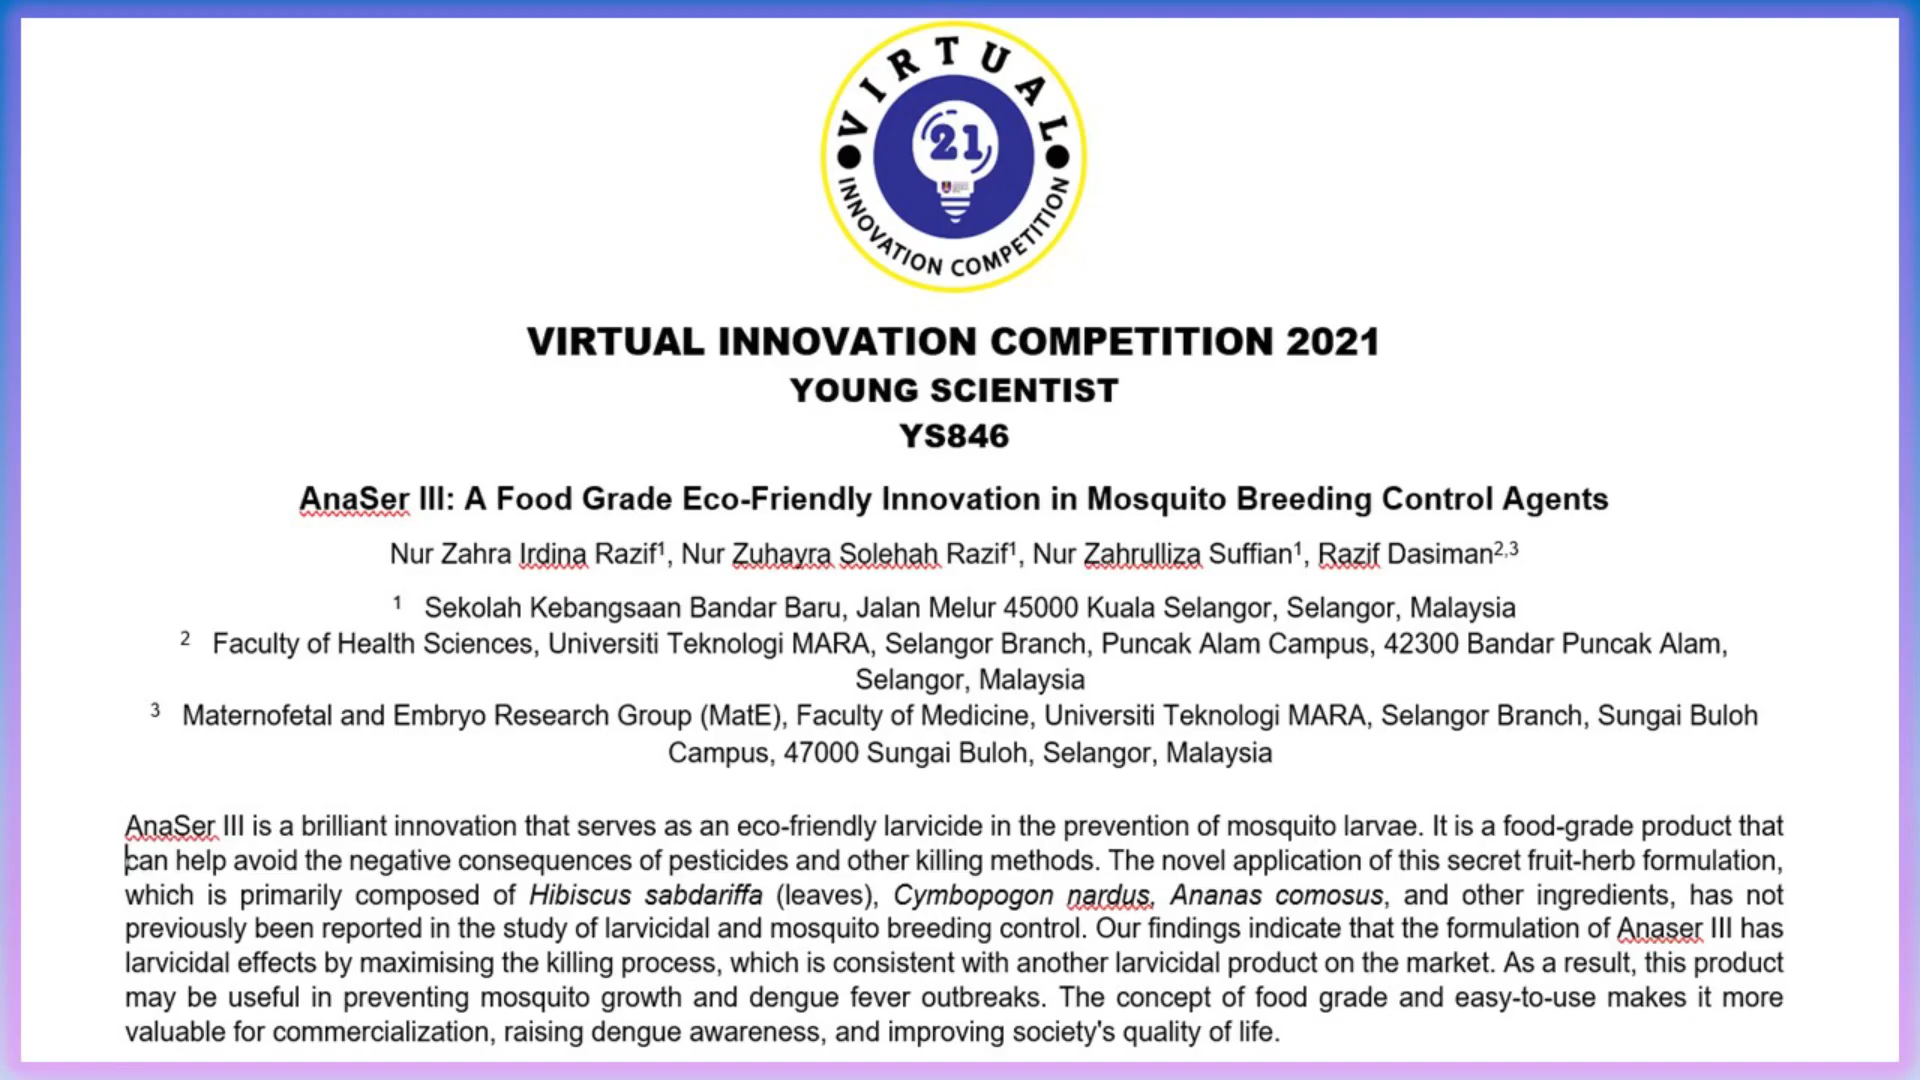 VIRTUAL
21
INNOVATION COMPETITION
VIRTUAL INNOVATION COMPETITION 2021
YOUNG SCIENTIST
YS846
AnaSer III: A Food Grade Eco-Friendly Innovation in Mosquito Breeding Control Agents
Nur Zahra Irdina Razif¹, Nur Zuhayra Solehah Razif¹, Nur Zahrulliza Suffian¹, Razif Dasiman²,³
¹ Sekolah Kebangsaan Bandar Baru, Jalan Melur 45000 Kuala Selangor, Selangor, Malaysia
² Faculty of Health Sciences, Universiti Teknologi MARA, Selangor Branch, Puncak Alam Campus, 42300 Bandar Puncak Alam,
Selangor, Malaysia
³ Maternofetal and Embryo Research Group (MatE), Faculty of Medicine, Universiti Teknologi MARA, Selangor Branch, Sungai Buloh
Campus, 47000 Sungai Buloh, Selangor, Malaysia
AnaSer III is a brilliant innovation that serves as an eco-friendly larvicide in the prevention of mosquito larvae. It is a food-grade product that
can help avoid the negative consequences of pesticides and other killing methods. The novel application of this secret fruit-herb formulation,
which is primarily composed of Hibiscus sabdariffa (leaves), Cymbopogon nardus, Ananas comosus, and other ingredients, has not
previously been reported in the study of larvicidal and mosquito breeding control. Our findings indicate that the formulation of Anaser III has
larvicidal effects by maximising the killing process, which is consistent with another larvicidal product on the market. As a result, this product
may be useful in preventing mosquito growth and dengue fever outbreaks. The concept of food grade and easy-to-use makes it more
valuable for commercialization, raising dengue awareness, and improving society's quality of life.